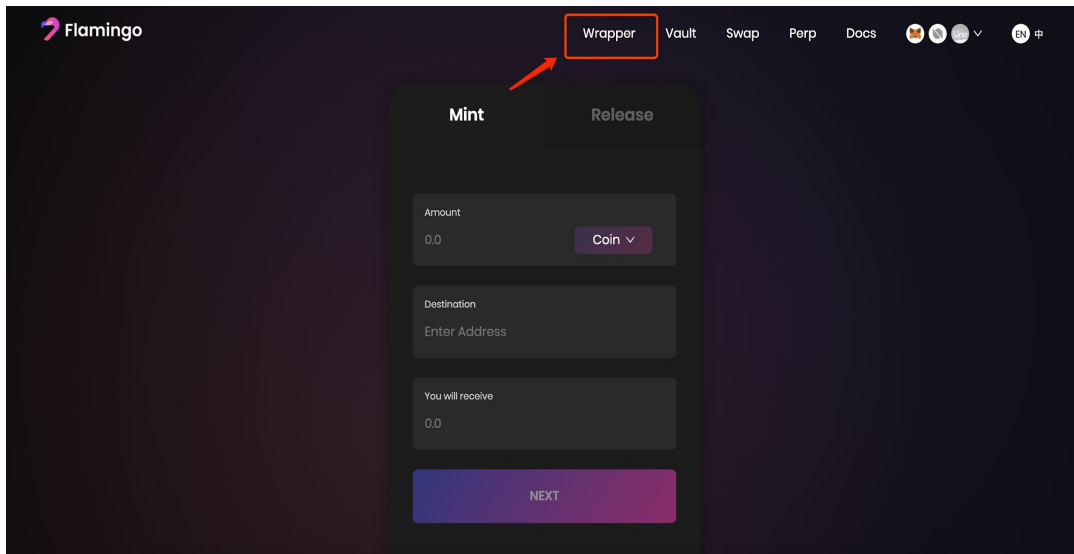 Flamingo
Wrapper Vault Swap Perp Docs EN 中
Mint Release
Amount
0.0 Coin
Destination
Enter Address
You will receive
0.0
NEXT